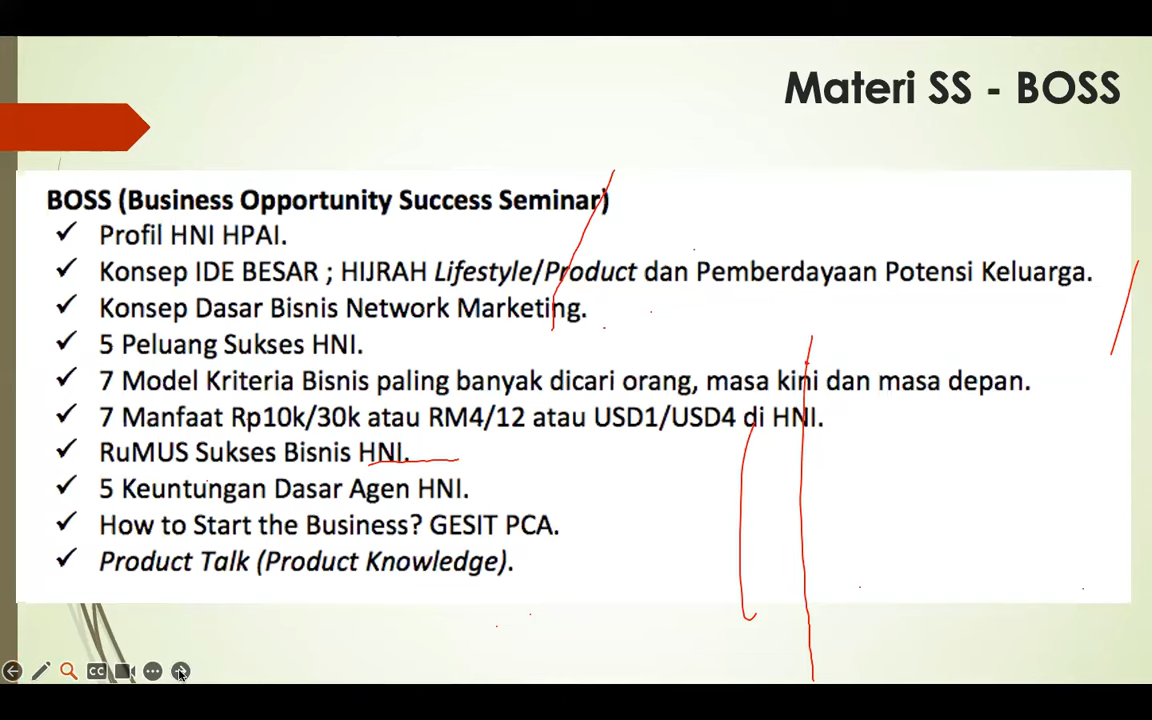 Materi SS - BOSS
BOSS (Business Opportunity Success Seminar)
✓ Profil HNI HPAI.
✓ Konsep IDE BESAR ; HIJRAH Lifestyle/Product dan Pemberdayaan Potensi Keluarga.
✓ Konsep Dasar Bisnis Network Marketing.
✓ 5 Peluang Sukses HNI.
✓ 7 Model Kriteria Bisnis paling banyak dicari orang, masa kini dan masa depan.
✓ 7 Manfaat Rp10k/30k atau RM4/12 atau USD1/USD4 di HNI.
✓ RuMUS Sukses Bisnis HNI.
✓ 5 Keuntungan Dasar Agen HNI.
✓ How to Start the Business? GESIT PCA.
✓ Product Talk (Product Knowledge).
CC